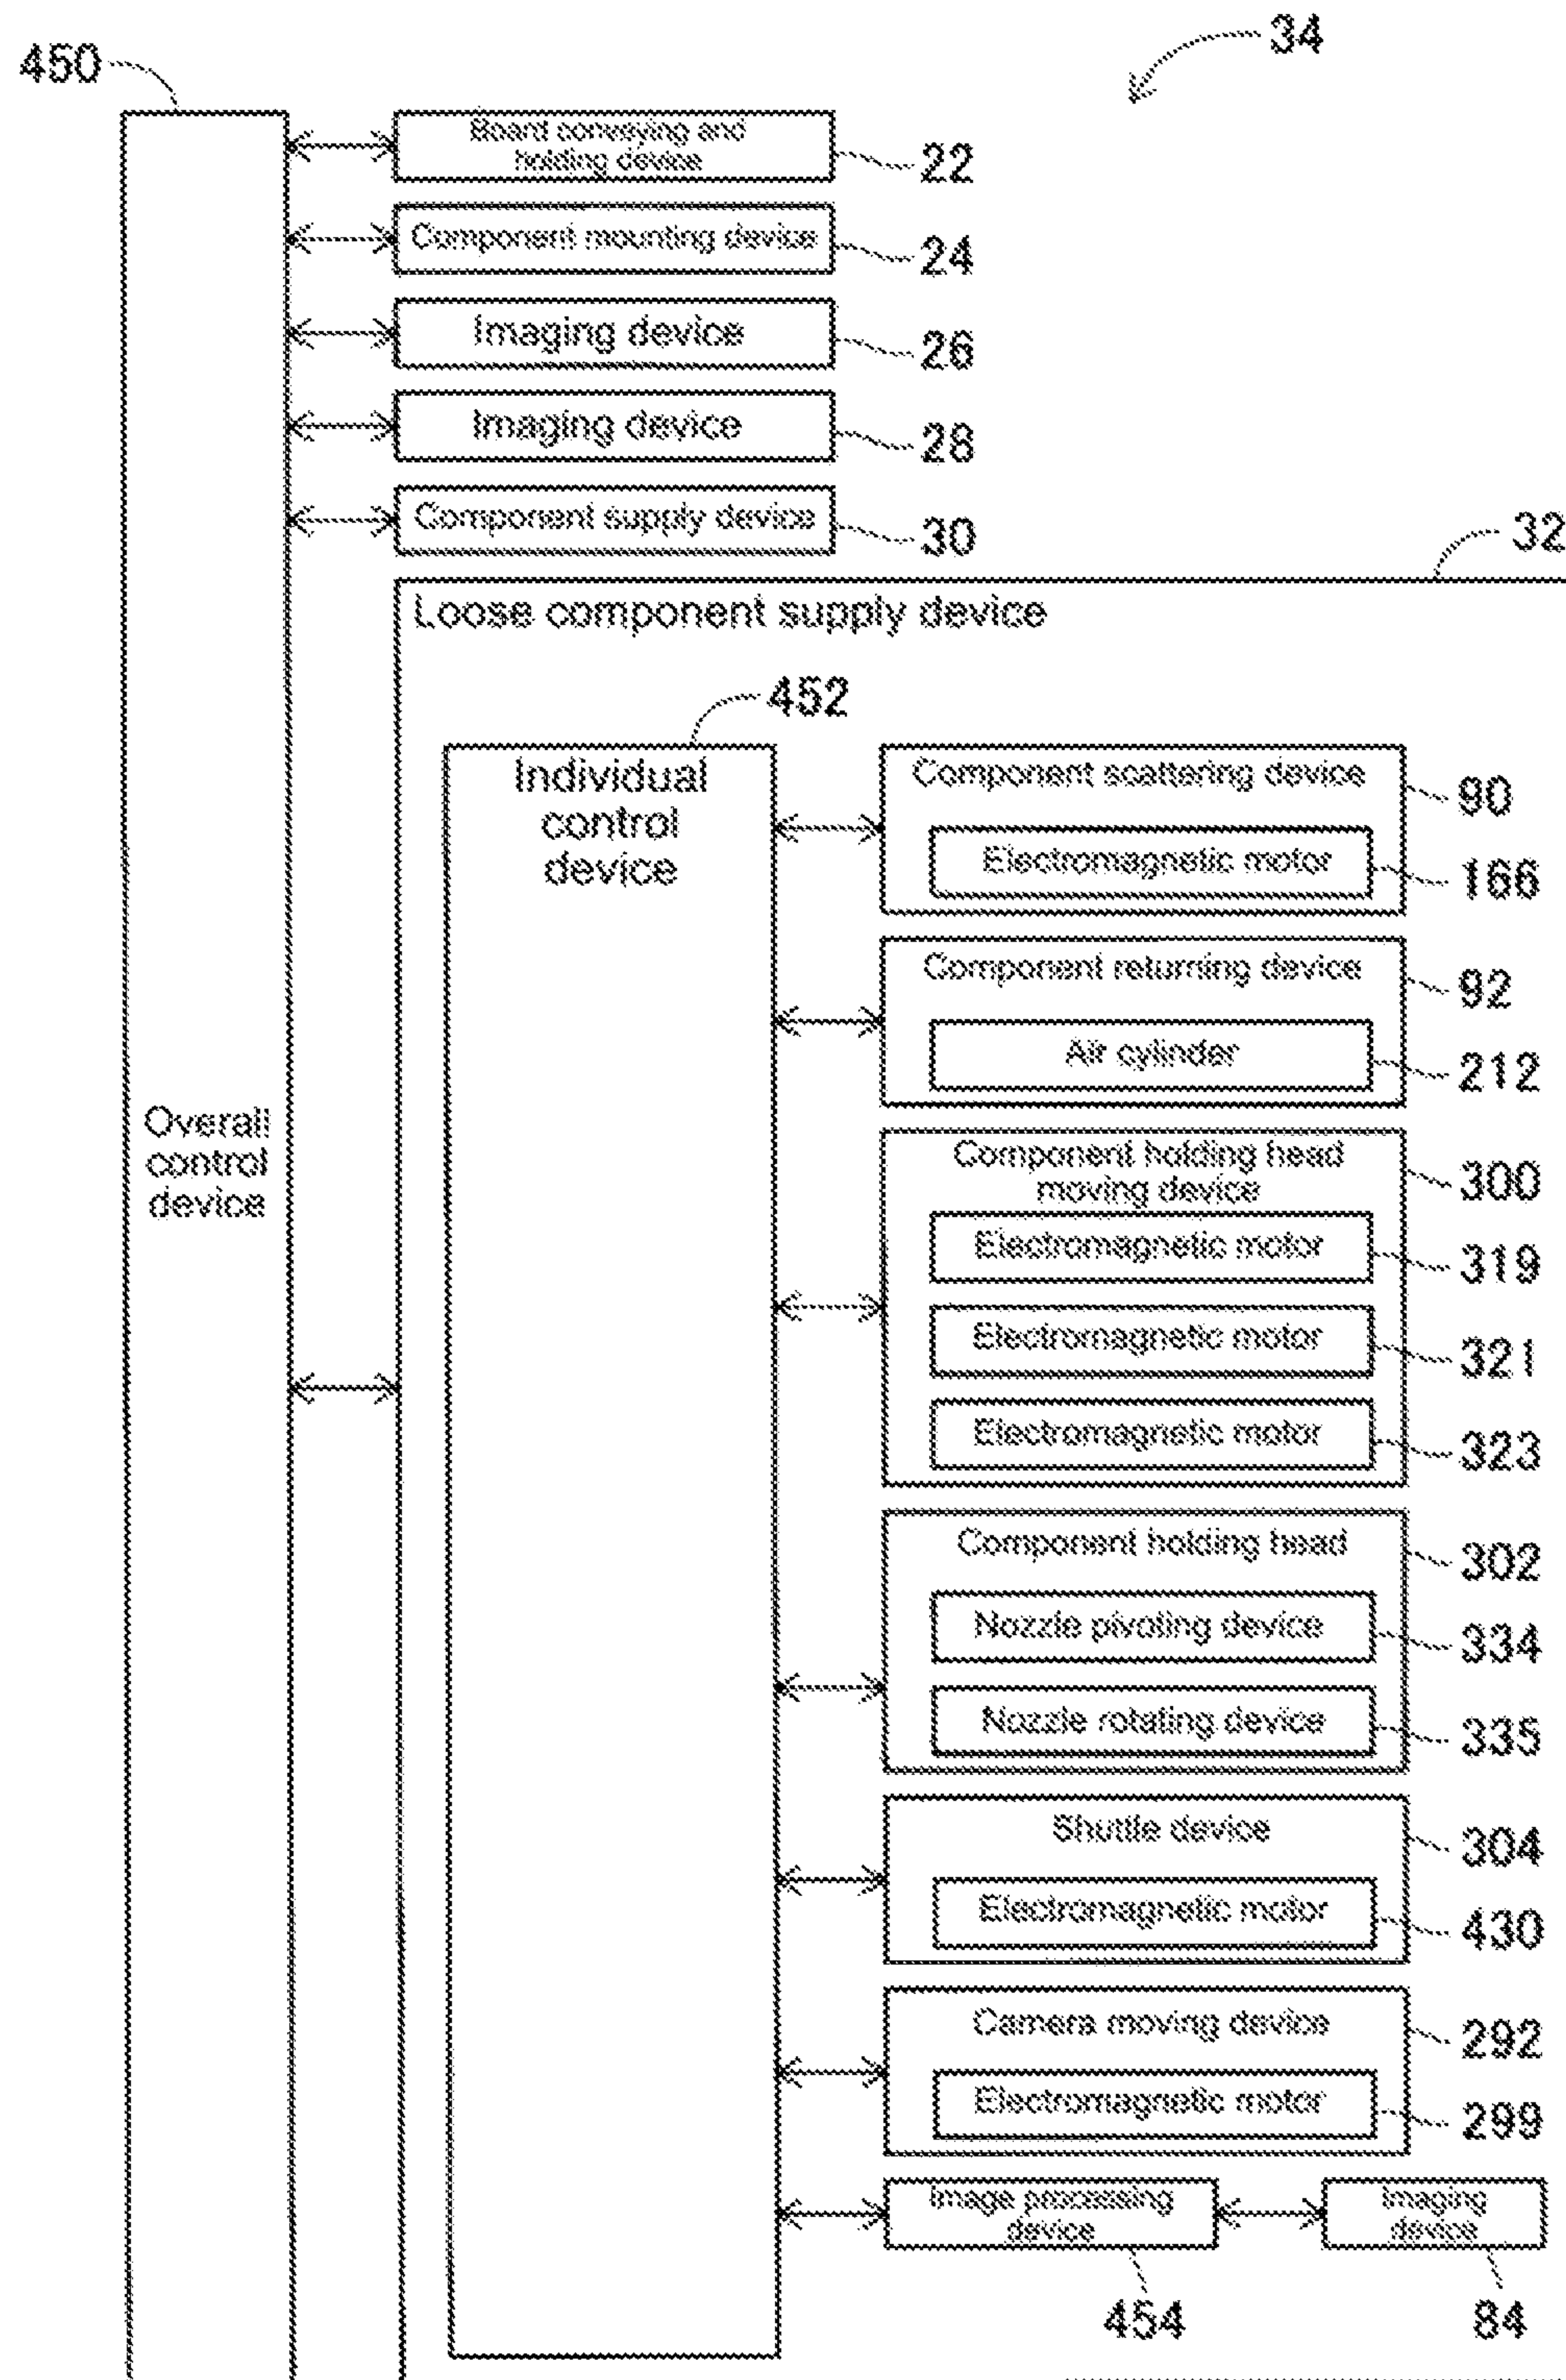 34
450
Board conveying and
holding device
22
Component mounting device
24
Imaging device
26
Imaging device
28
Component supply device
30
32
Loose component supply device
452
Individual
control
device
Component scattering device
90
Electromagnetic motor
166
Component returning device
92
Air cylinder
212
Overall
control
device
Component holding head
moving device
300
Electromagnetic motor
319
Electromagnetic motor
321
Electromagnetic motor
323
Component holding head
302
Nozzle pivoting device
334
Nozzle rotating device
335
Shuttle device
304
Electromagnetic motor
430
Camera moving device
292
Electromagnetic motor
299
Image processing
device
Imaging
device
454
84